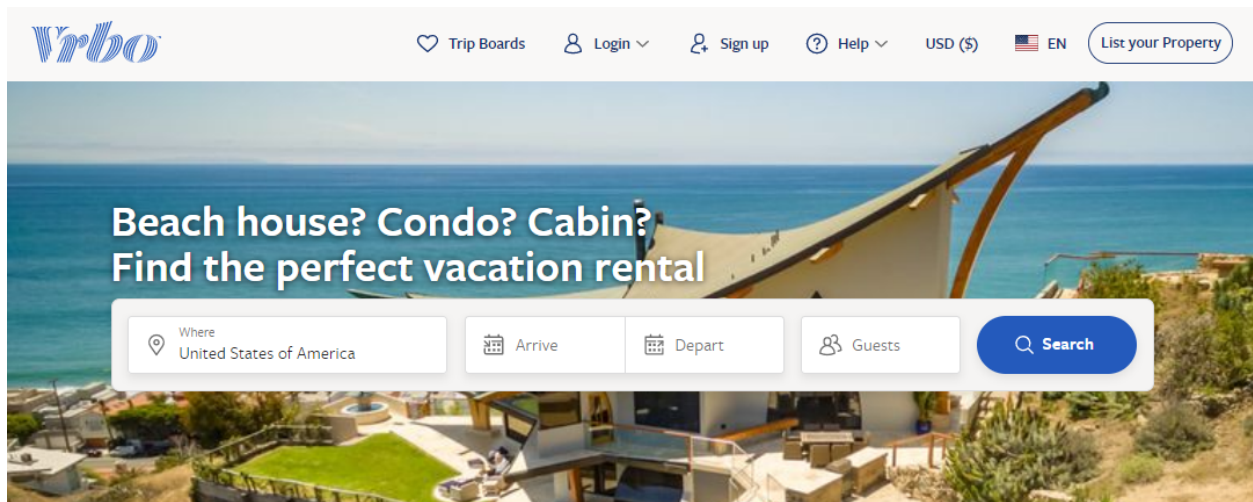 Vrbo
Trip Boards
Login
Sign up
Help
USD ($)
EN
List your Property
Beach house? Condo? Cabin?
Find the perfect vacation rental
Where
United States of America
Arrive
Depart
Guests
Search